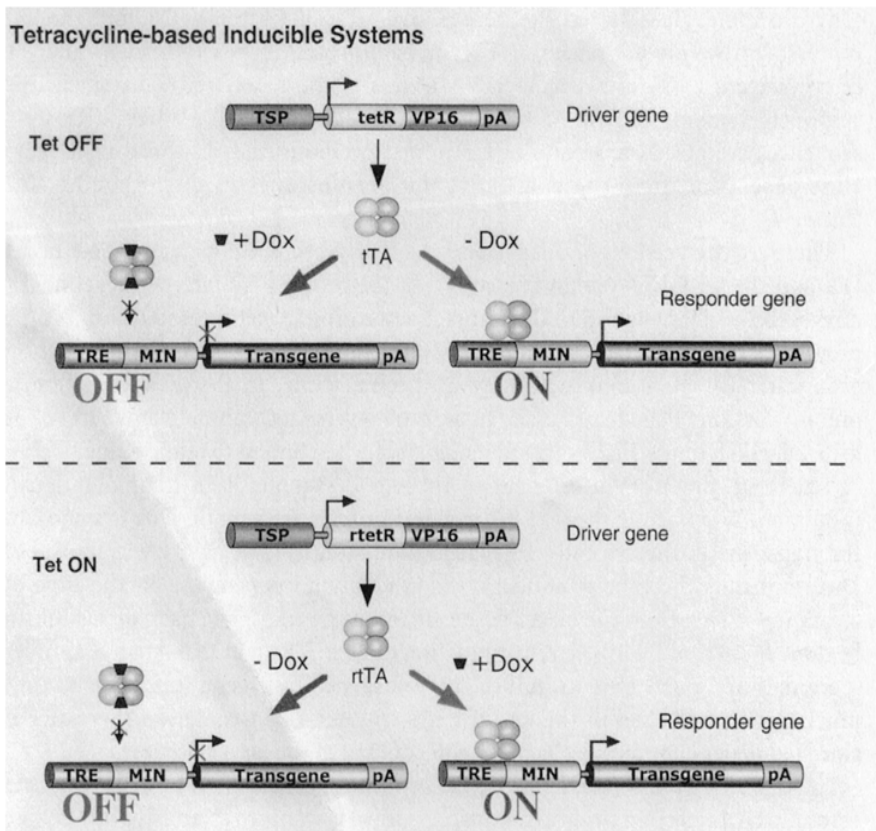 Tetracycline-based Inducible Systems
TSP tetR VP16 pA Driver gene
Tet OFF
+Dox tTA - Dox
Responder gene
TRE MIN Transgene pA TRE MIN Transgene pA
OFF ON
TSP rtetR VP16 pA Driver gene
Tet ON
- Dox rtTA +Dox
Responder gene
TRE MIN Transgene pA TRE MIN Transgene pA
OFF ON